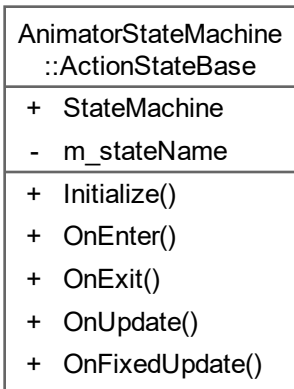 AnimatorStateMachine
::ActionStateBase
+ StateMachine
- m_stateName
+ Initialize()
+ OnEnter()
+ OnExit()
+ OnUpdate()
+ OnFixedUpdate()